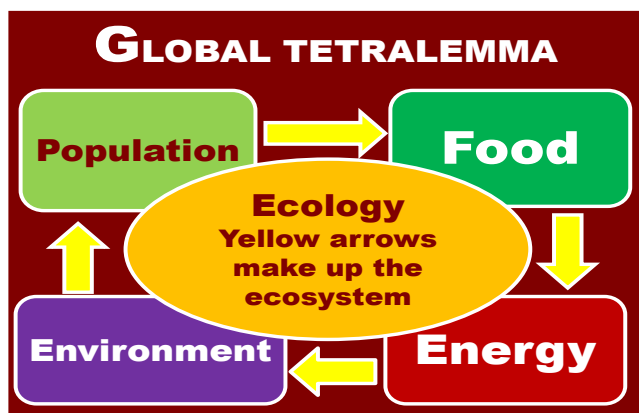 GLOBAL TETRALEMMA
Population
Food
Ecology
Yellow arrows
make up the
ecosystem
Environment
Energy